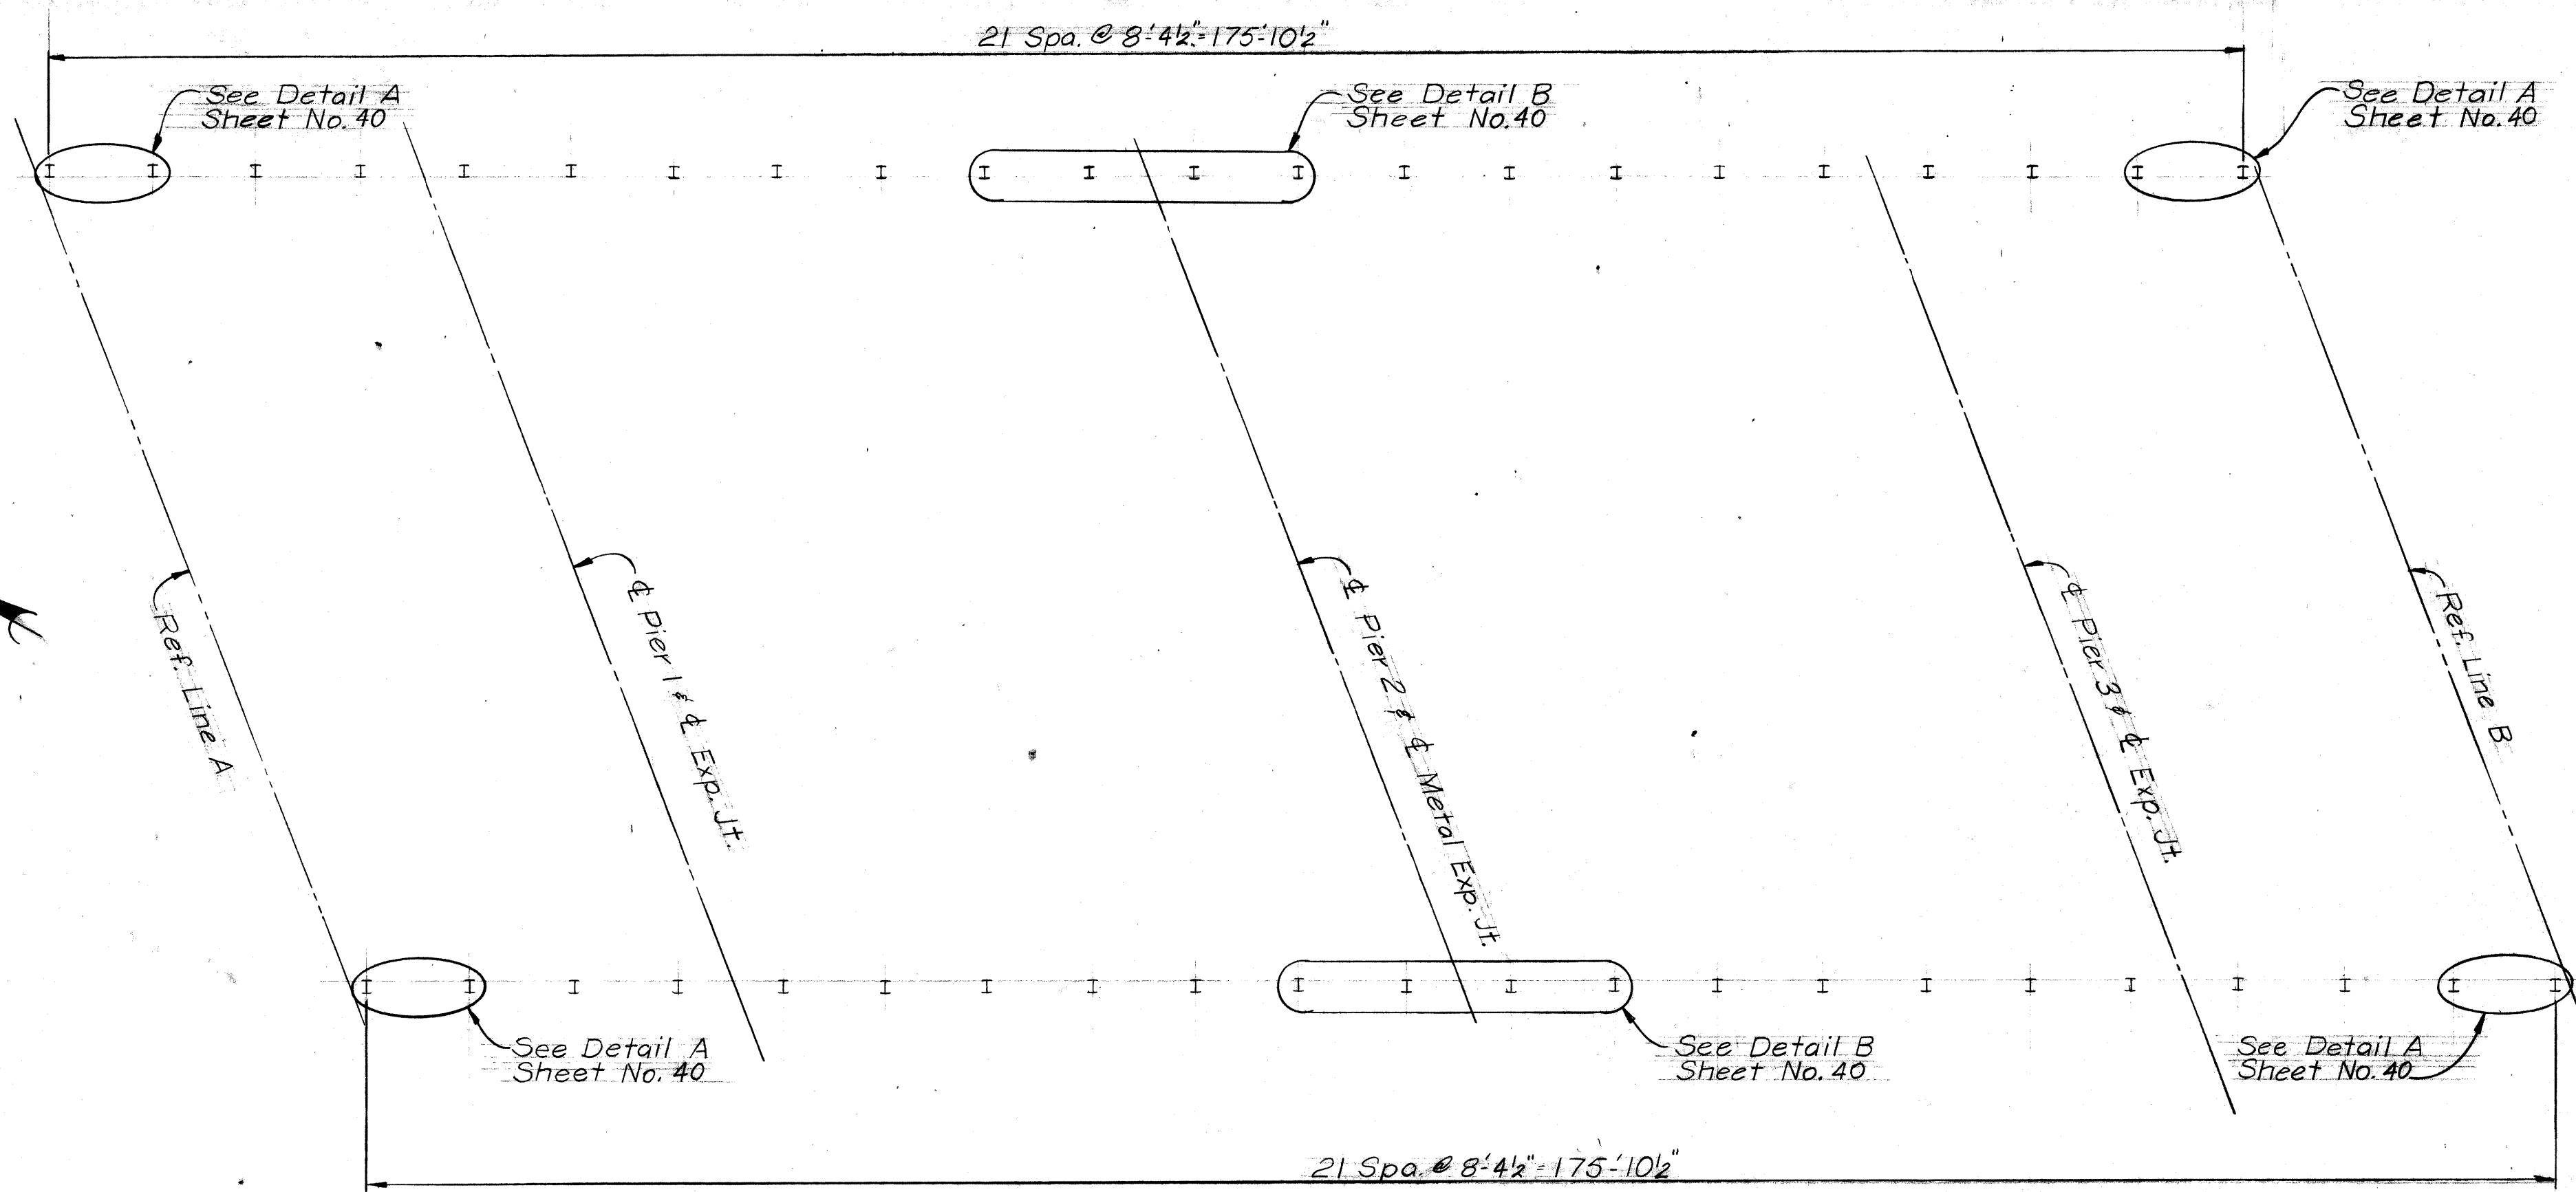 21 Spa. @ 8'-4½"=175'-10½"
See Detail A
Sheet No. 40
See Detail B
Sheet No. 40
See Detail A
Sheet No. 40
Ref. Line A
℄ Pier 1 & ℄ Exp. Jt.
℄ Pier 2 & ℄ Metal Exp. Jt.
℄ Pier 3 & ℄ Exp. Jt.
Ref. Line B
See Detail A
Sheet No. 40
See Detail B
Sheet No. 40
See Detail A
Sheet No. 40
21 Spa. @ 8'-4½"=175'-10½"